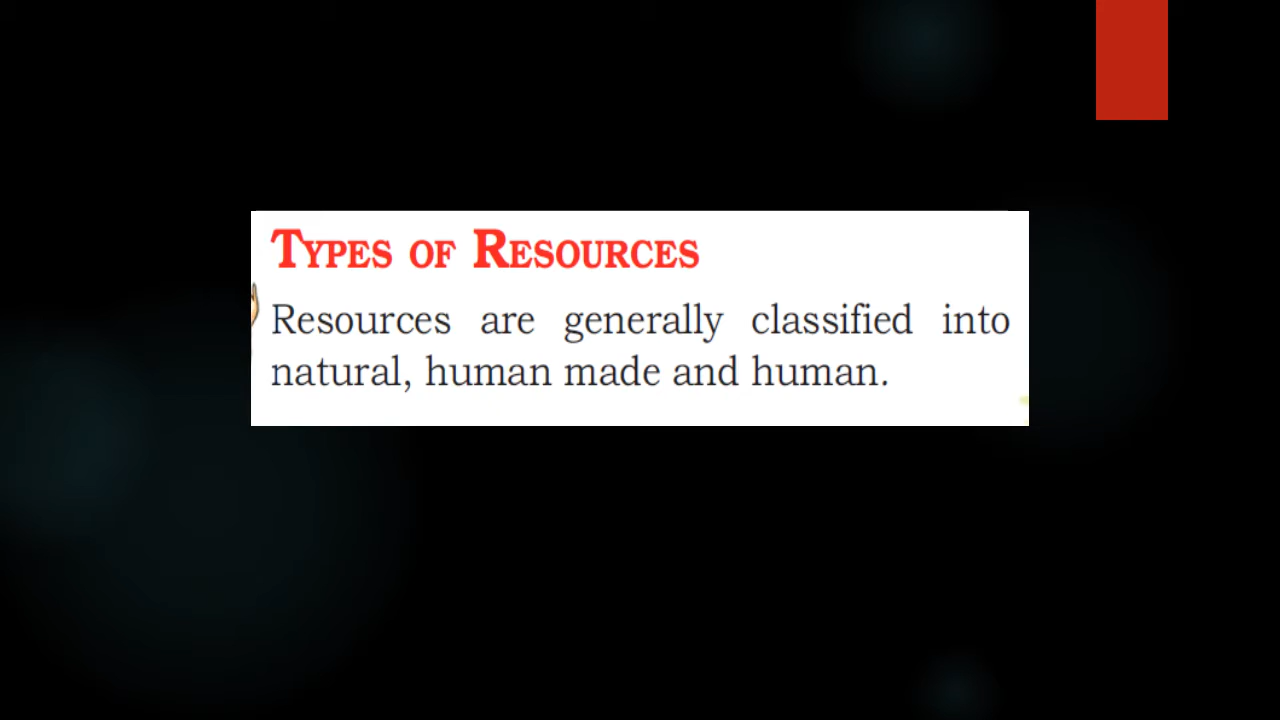 Types of Resources
Resources are generally classified into
natural, human made and human.